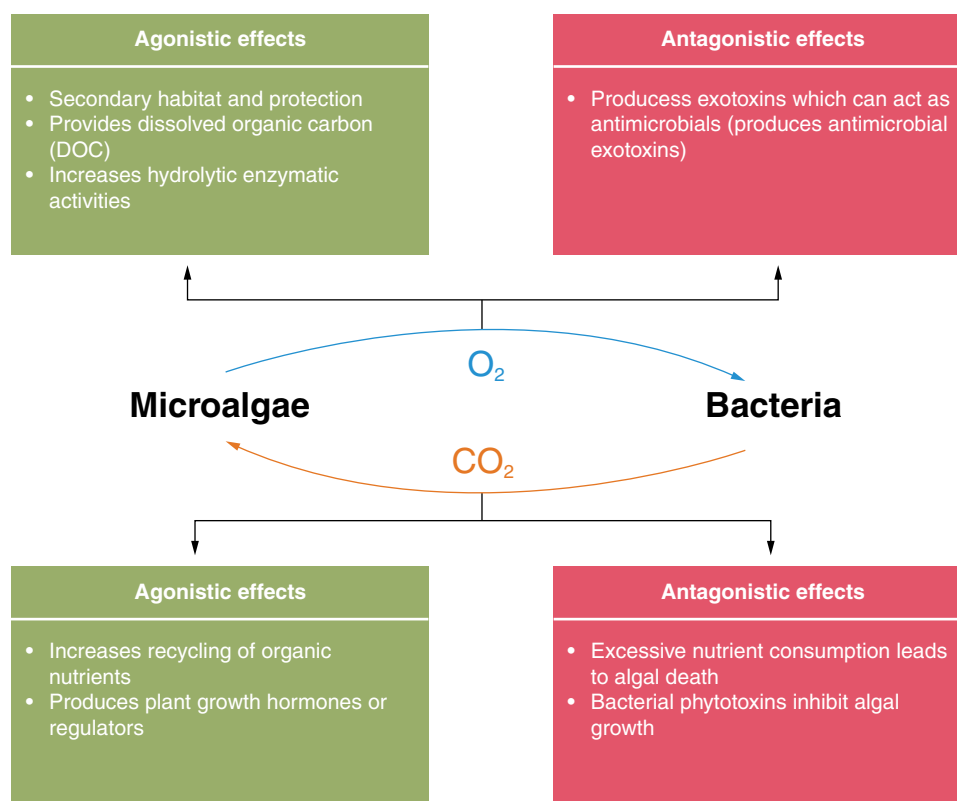 Agonistic effects
• Secondary habitat and protection
• Provides dissolved organic carbon
(DOC)
• Increases hydrolytic enzymatic
activities
Antagonistic effects
• Producess exotoxins which can act as
antimicrobials (produces antimicrobial
exotoxins)
O₂
Microalgae
Bacteria
CO₂
Agonistic effects
• Increases recycling of organic
nutrients
• Produces plant growth hormones or
regulators
Antagonistic effects
• Excessive nutrient consumption leads
to algal death
• Bacterial phytotoxins inhibit algal
growth